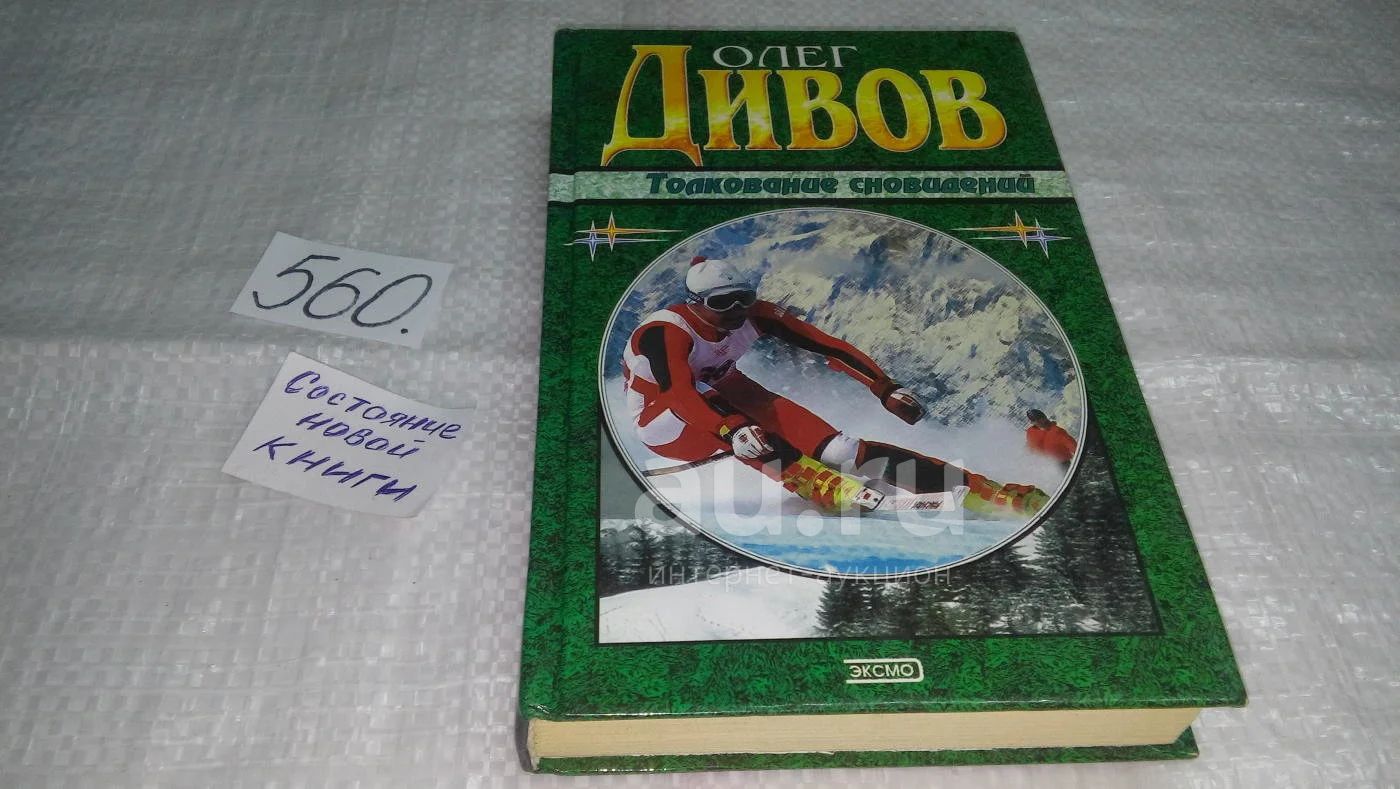 ОЛЕГ
ДИВОВ
Толкование сновидений
560.
Состояние
новой
книги
au.ru
интернет-аукцион
ЭКСМО